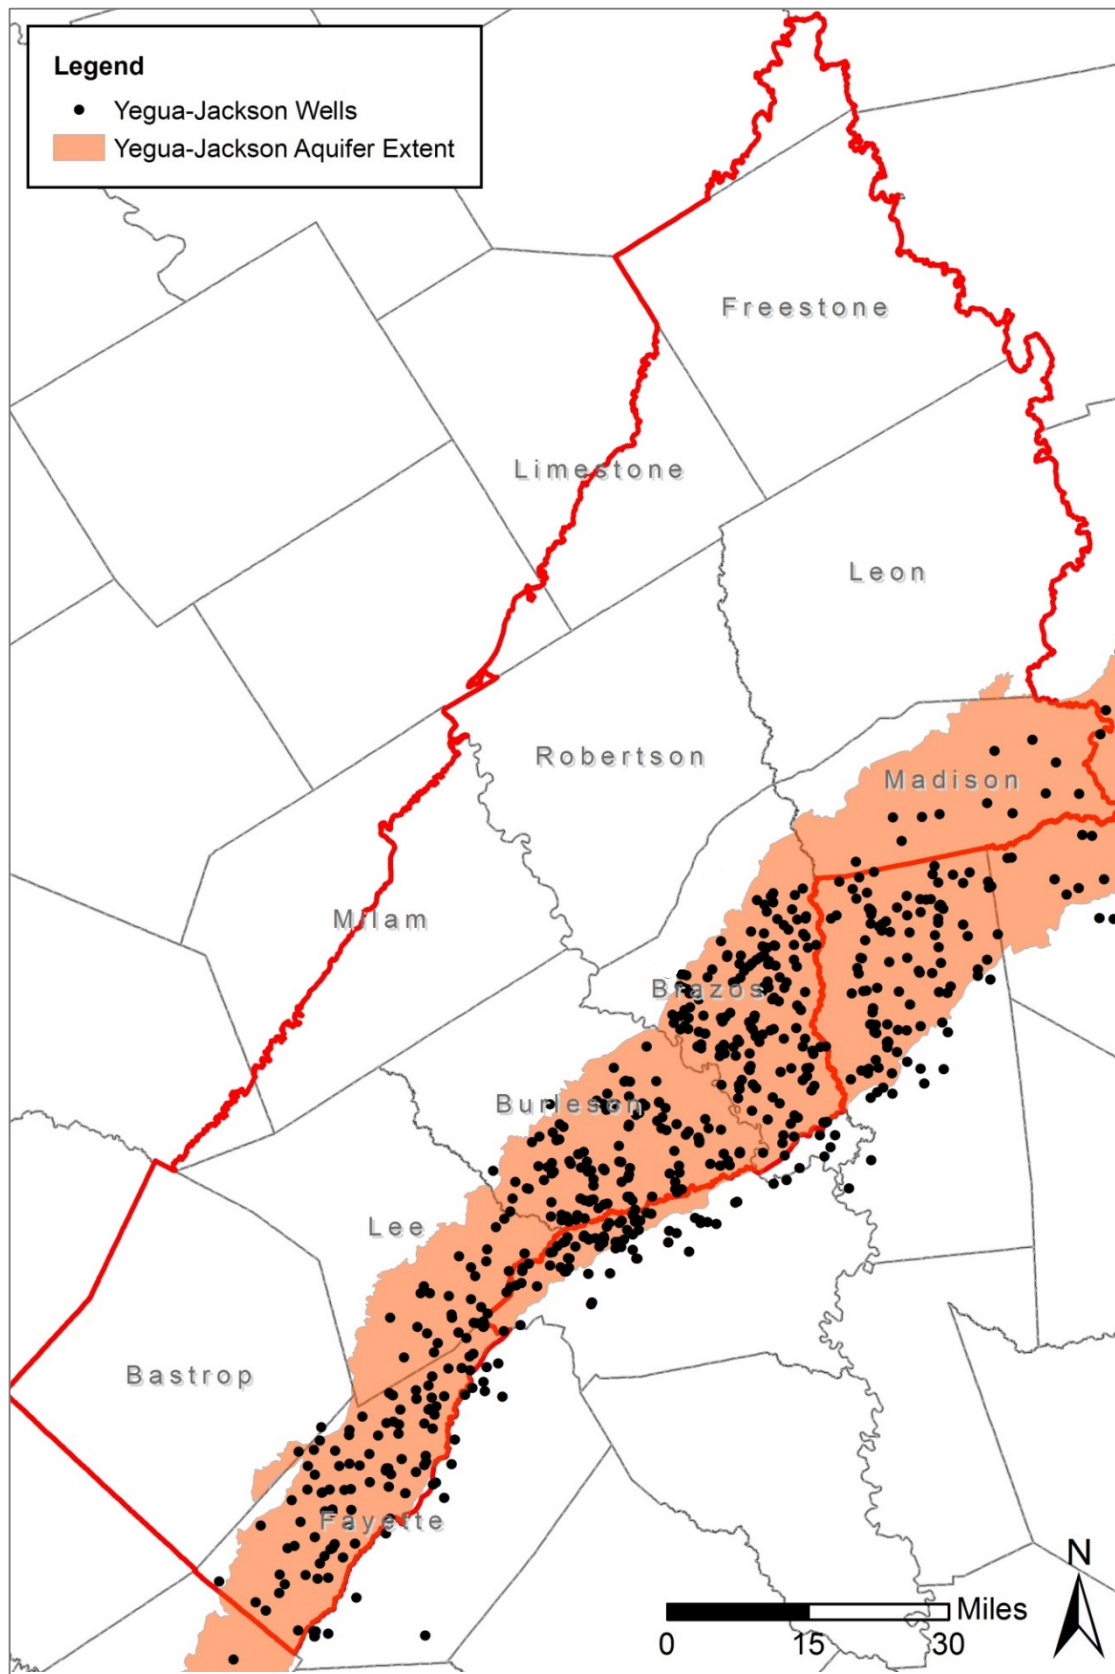 Legend
Yegua-Jackson Wells
Yegua-Jackson Aquifer Extent
Freestone
Limestone
Leon
Robertson
Madison
Milam
Brazos
Burleson
Lee
Bastrop
Fayette
N
Miles
0 15 30